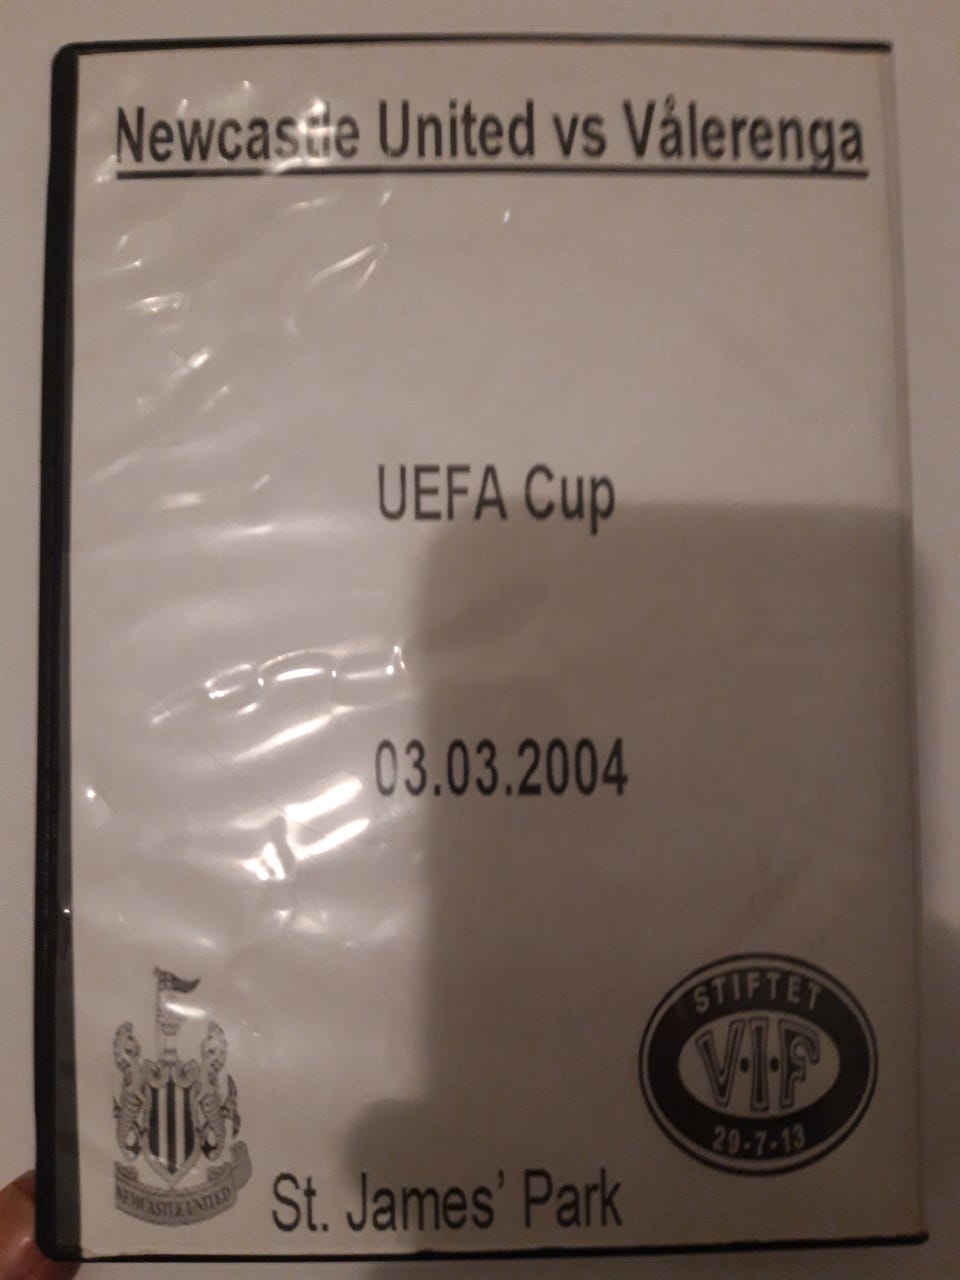 Newcastle United vs Vålerenga
UEFA Cup
03.03.2004
STIFTET
V·I·F
29-7-13
NEWCASTLE UNITED
St. James' Park